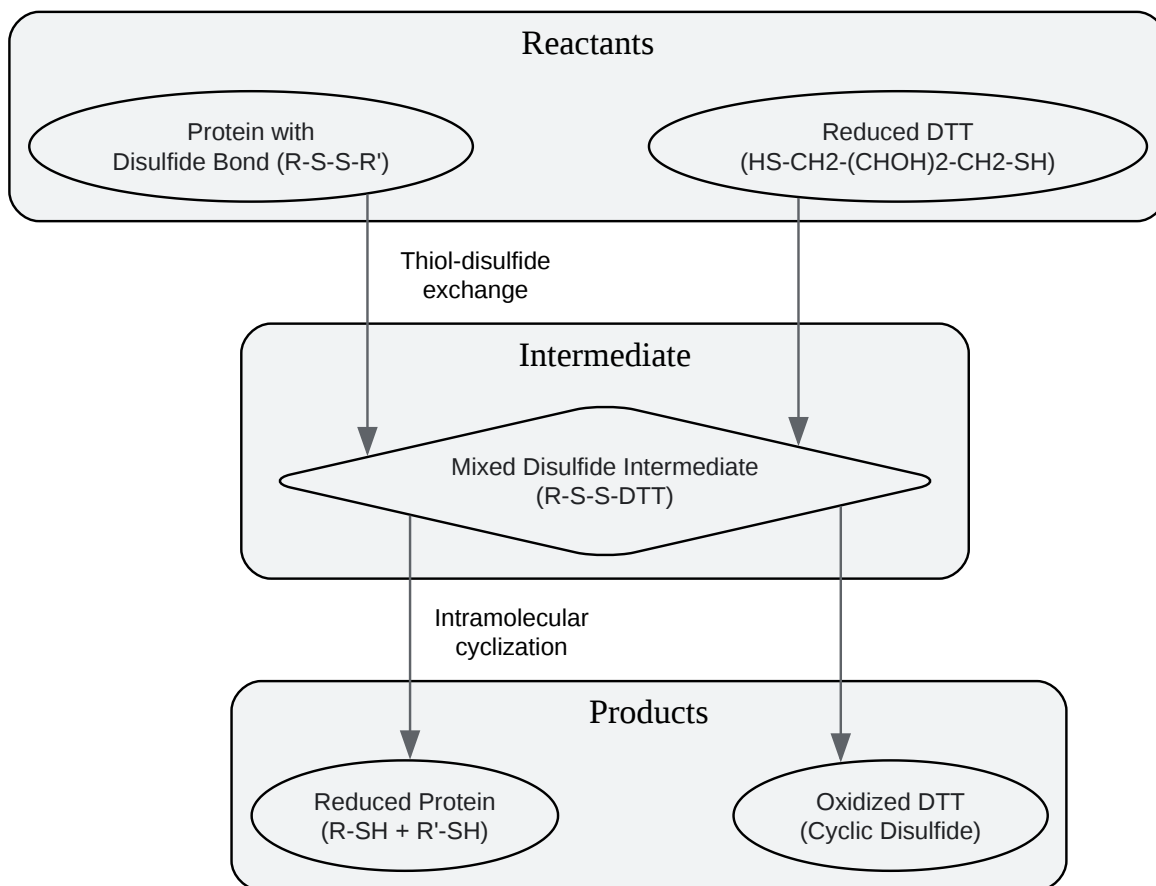 Reactants
Protein with
Disulfide Bond (R-S-S-R')
Reduced DTT
(HS-CH2-(CHOH)2-CH2-SH)
Thiol-disulfide
exchange
Intermediate
Mixed Disulfide Intermediate
(R-S-S-DTT)
Intramolecular
cyclization
Products
Reduced Protein
(R-SH + R'-SH)
Oxidized DTT
(Cyclic Disulfide)